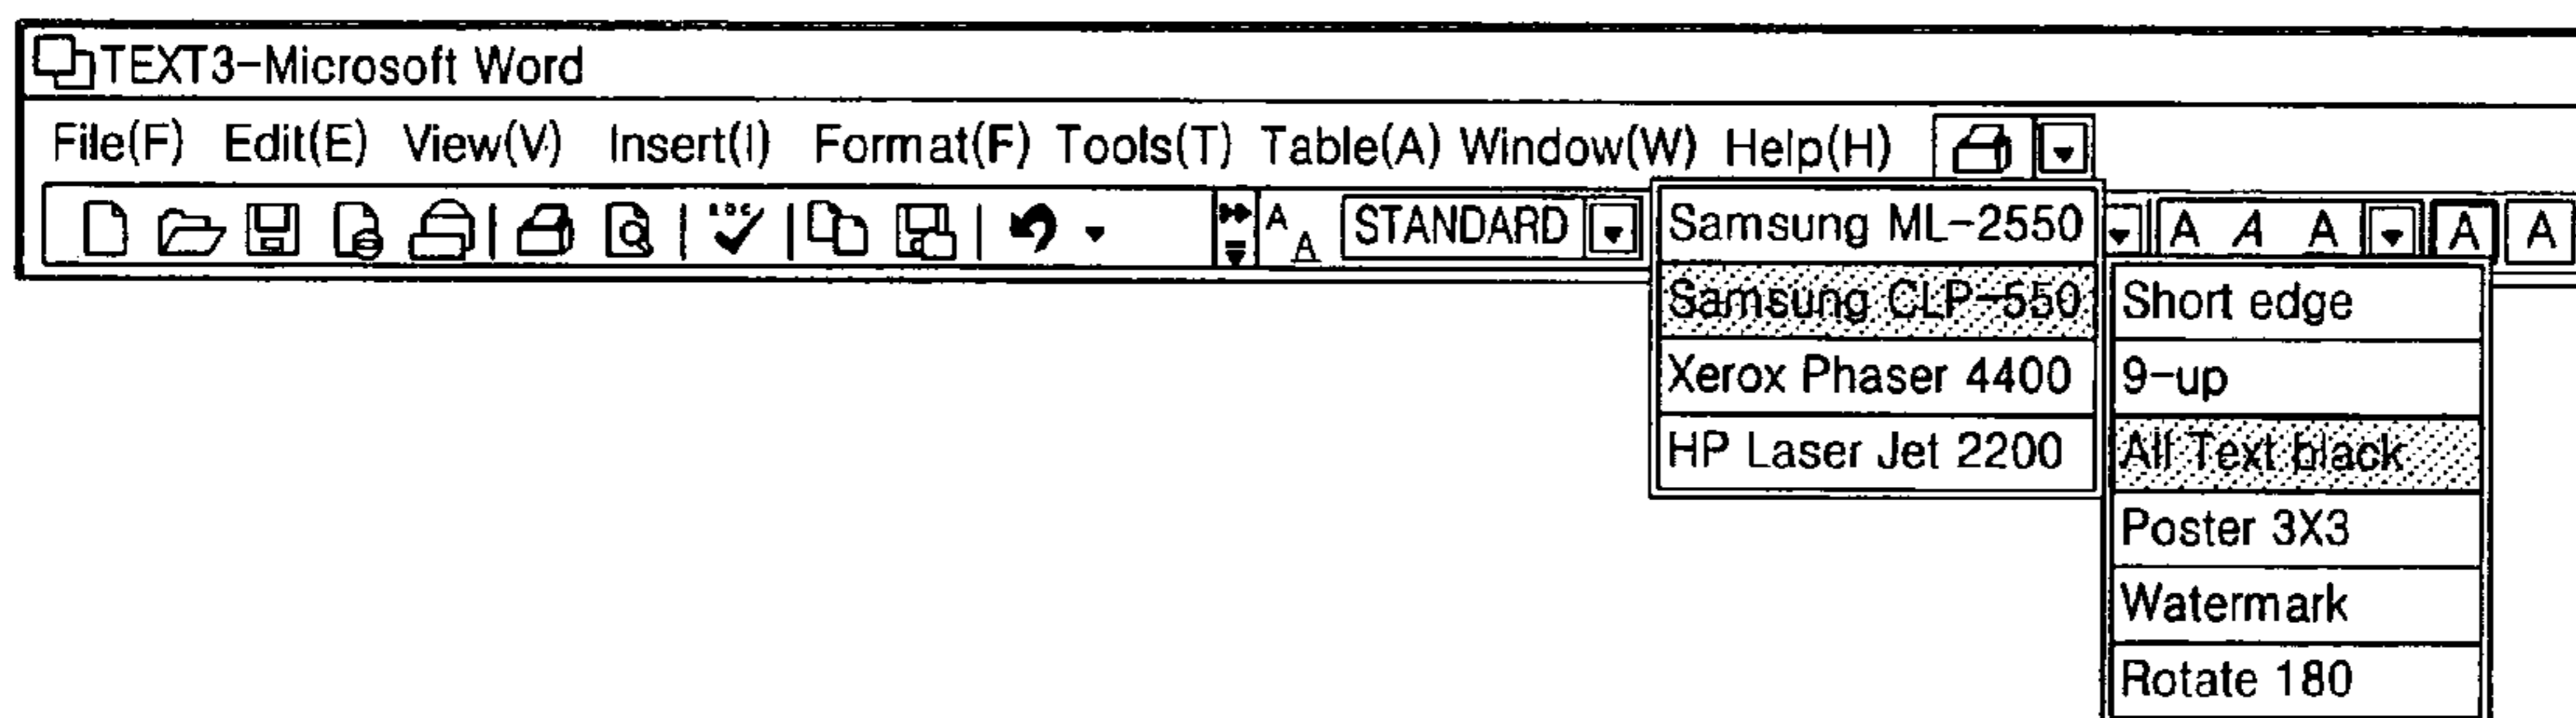 TEXT3-Microsoft Word
File(F) Edit(E) View(V) Insert(I) Format(F) Tools(T) Table(A) Window(W) Help(H)
A A STANDARD Samsung ML-2550 A A A A A
Samsung CLP-550 Short edge
Xerox Phaser 4400 9-up
HP Laser Jet 2200 All Text black
Poster 3X3
Watermark
Rotate 180